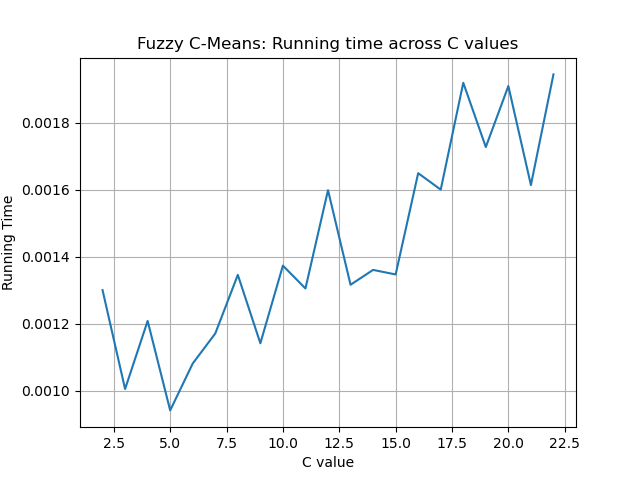 Fuzzy C-Means: Running time across C values
Running Time
0.0018
0.0016
0.0014
0.0012
0.0010
2.5 5.0 7.5 10.0 12.5 15.0 17.5 20.0 22.5
C value